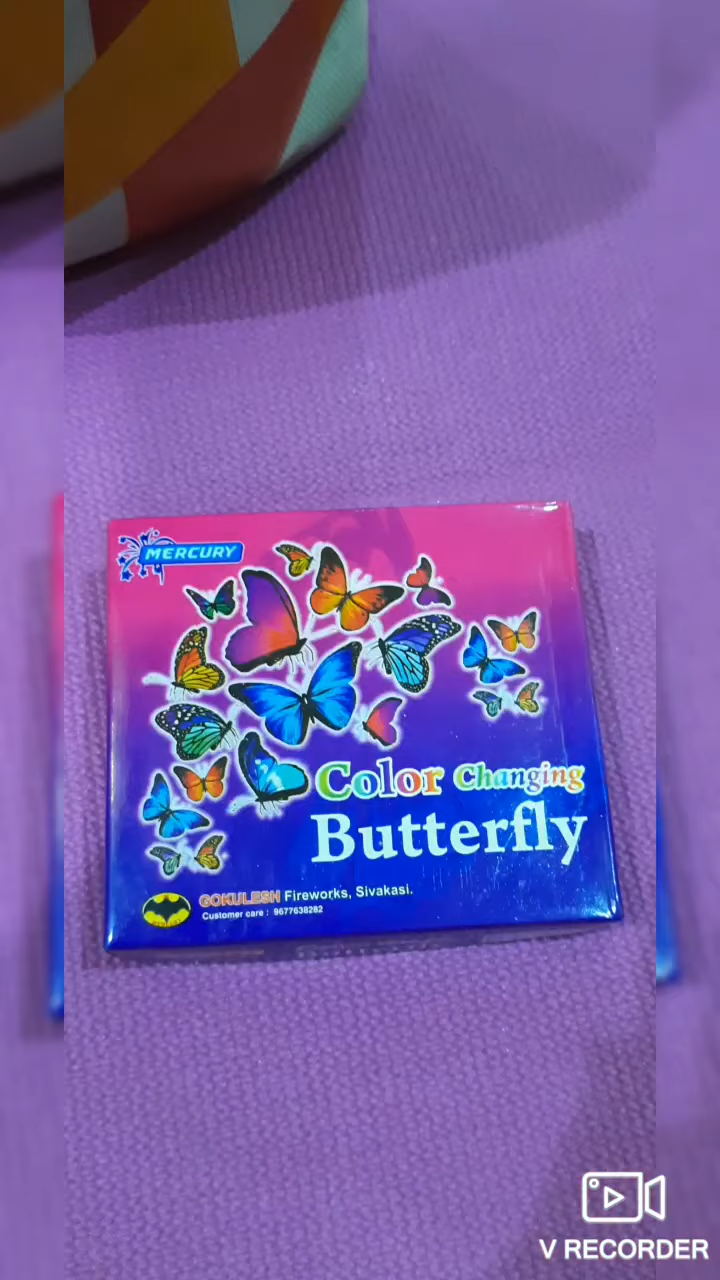 MERCURY
Color Changing
Butterfly
GOKULESH Fireworks, Sivakasi.
Customer care : 9677638282
V RECORDER